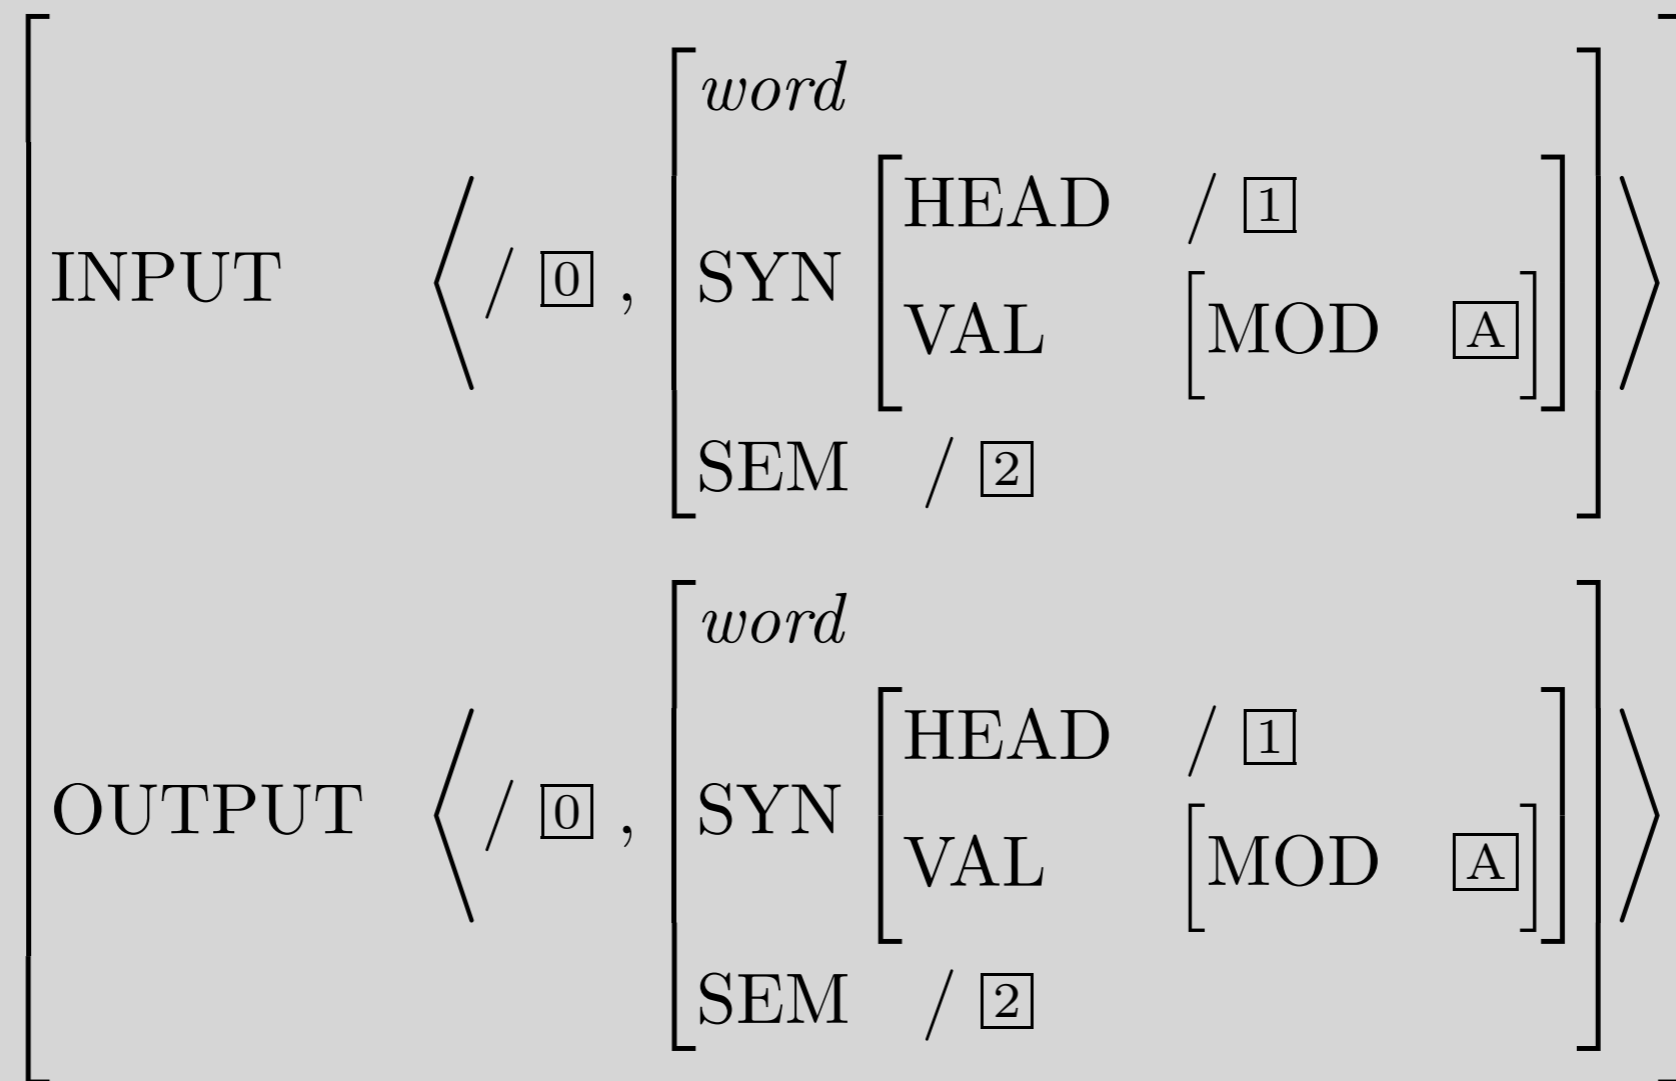 word
HEAD / 1
INPUT ⟨ / 0 , SYN
VAL [MOD A] ⟩
SEM / 2
word
HEAD / 1
OUTPUT ⟨ / 0 , SYN
VAL [MOD A] ⟩
SEM / 2